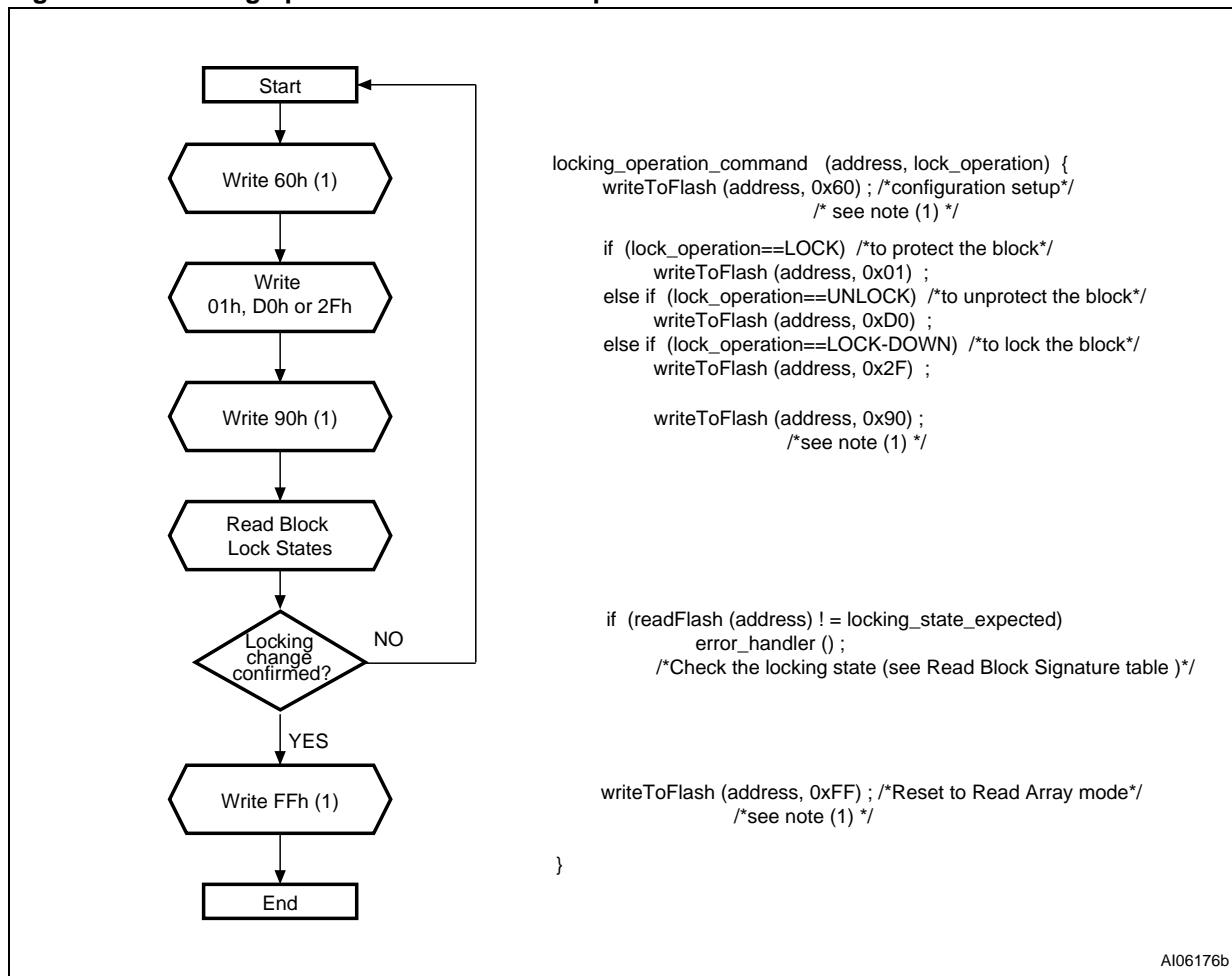 Start
Write 60h (1)
Write
01h, D0h or 2Fh
Write 90h (1)
Read Block
Lock States
Locking
change
confirmed?
NO
YES
Write FFh (1)
End
locking_operation_command (address, lock_operation) {
writeToFlash (address, 0x60) ; /*configuration setup*/
/* see note (1) */
if (lock_operation==LOCK) /*to protect the block*/
writeToFlash (address, 0x01) ;
else if (lock_operation==UNLOCK) /*to unprotect the block*/
writeToFlash (address, 0xD0) ;
else if (lock_operation==LOCK-DOWN) /*to lock the block*/
writeToFlash (address, 0x2F) ;
writeToFlash (address, 0x90) ;
/*see note (1) */
if (readFlash (address) ! = locking_state_expected)
error_handler () ;
/*Check the locking state (see Read Block Signature table )*/
writeToFlash (address, 0xFF) ; /*Reset to Read Array mode*/
/*see note (1) */
}
AI06176b